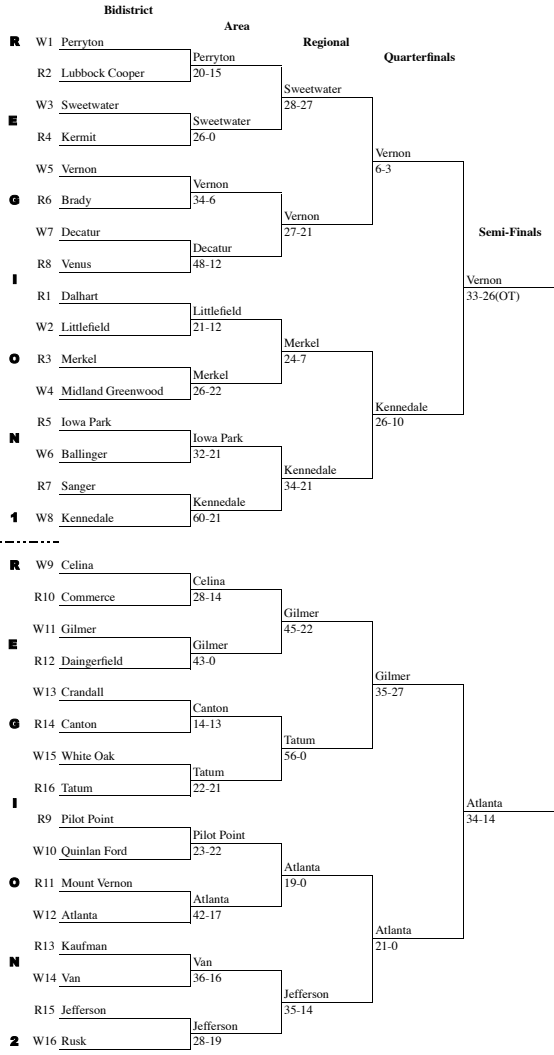 Bidistrict
Area
Regional
Quarterfinals
Semi-Finals
R W1 Perryton
Perryton
R2 Lubbock Cooper 20-15
Sweetwater
W3 Sweetwater 28-27
E Sweetwater
R4 Kermit 26-0
Vernon
W5 Vernon 6-3
Vernon
G R6 Brady 34-6
Vernon
W7 Decatur 27-21
Decatur
R8 Venus 48-12
I Vernon
R1 Dalhart 33-26(OT)
Littlefield
W2 Littlefield 21-12
Merkel
O R3 Merkel 24-7
Merkel
W4 Midland Greenwood 26-22
Kennedale
R5 Iowa Park 26-10
N Iowa Park
W6 Ballinger 32-21
Kennedale
R7 Sanger 34-21
Kennedale
1 W8 Kennedale 60-21
R W9 Celina
Celina
R10 Commerce 28-14
Gilmer
W11 Gilmer 45-22
E Gilmer
R12 Daingerfield 43-0
Gilmer
W13 Crandall 35-27
Canton
G R14 Canton 14-13
Tatum
W15 White Oak 56-0
Tatum
R16 Tatum 22-21
I Atlanta
R9 Pilot Point 34-14
Pilot Point
W10 Quinlan Ford 23-22
Atlanta
O R11 Mount Vernon 19-0
Atlanta
W12 Atlanta 42-17
Atlanta
R13 Kaufman 21-0
N Van
W14 Van 36-16
Jefferson
R15 Jefferson 35-14
Jefferson
2 W16 Rusk 28-19